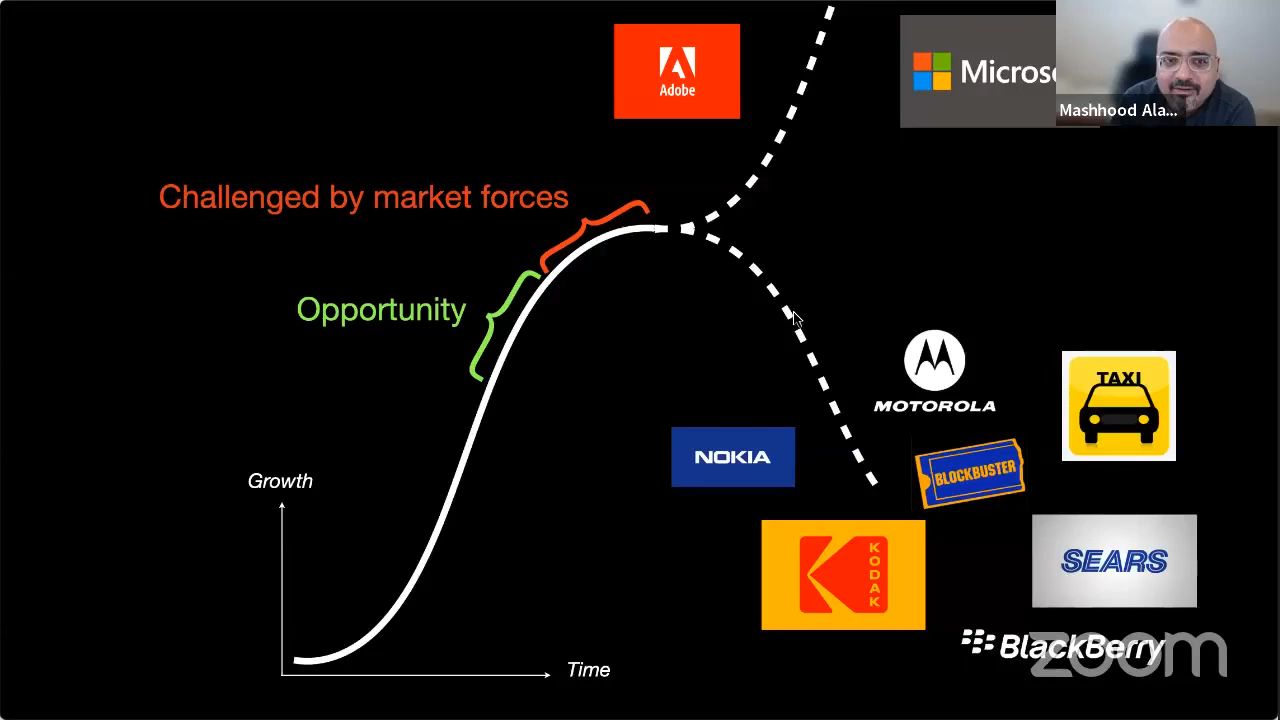 Adobe
Microso
Mashhood Ala...
Challenged by market forces
Opportunity
MOTOROLA
TAXI
NOKIA
BLOCKBUSTER
Growth
KODAK
SEARS
BlackBerry
zoom
Time